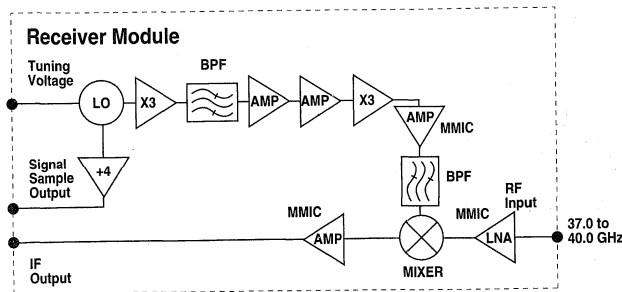 Receiver Module
Tuning
Voltage
BPF
LO
X3
AMP
AMP
X3
AMP
MMIC
Signal
Sample
Output
+4
BPF
RF
Input
MMIC
MMIC
37.0 to
40.0 GHz
AMP
LNA
IF
Output
MIXER